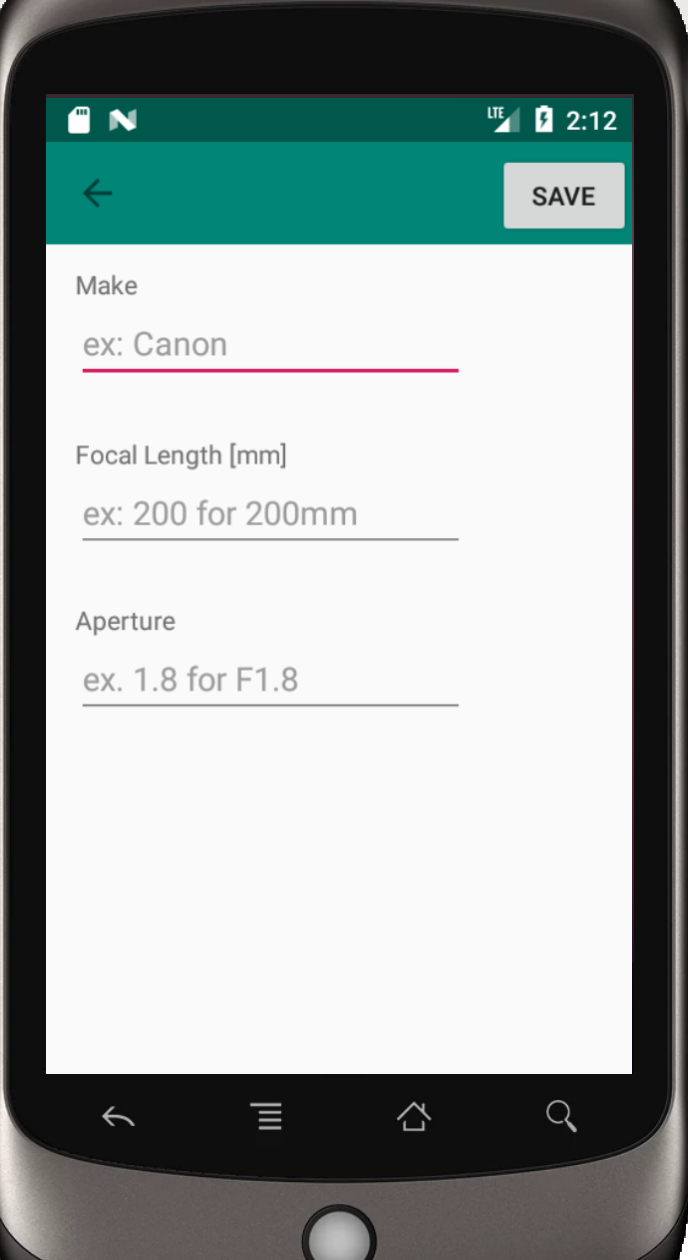 LTE 2:12
SAVE
Make
ex: Canon
Focal Length [mm]
ex: 200 for 200mm
Aperture
ex. 1.8 for F1.8